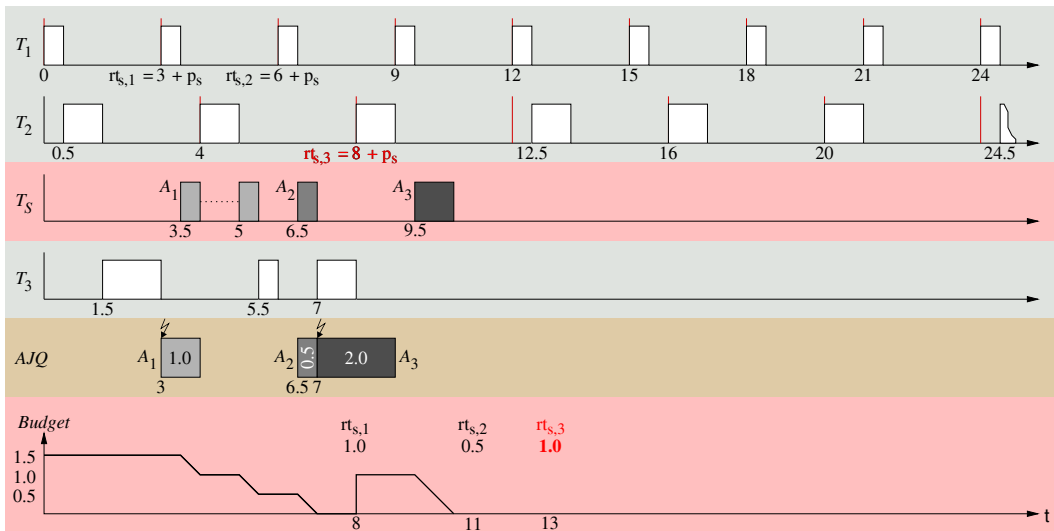 T1
0 3 6 9 12 15 18 21 24
rts,1 = 3 + ps rts,2 = 6 + ps
T2
0.5 4 8 12.5 16 20 24.5
rts,3 = 8 + ps
TS
A1 A2 A3
3.5 5 6.5 9.5
T3
1.5 5.5 7
AJQ
A1 1.0 A2 0.5 2.0 A3
3 6.5 7
Budget
rts,1 rts,2 rts,3
1.0 0.5 1.0
1.5
1.0
0.5
8 11 13
t